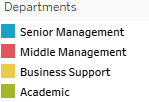 Departments
Senior Management
Middle Management
Business Support
Academic